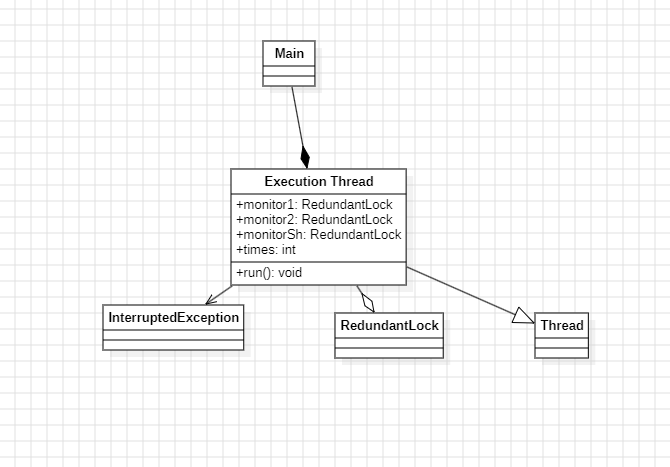 Main
Execution Thread
+monitor1: RedundantLock
+monitor2: RedundantLock
+monitorSh: RedundantLock
+times: int
+run(): void
InterruptedException
RedundantLock
Thread